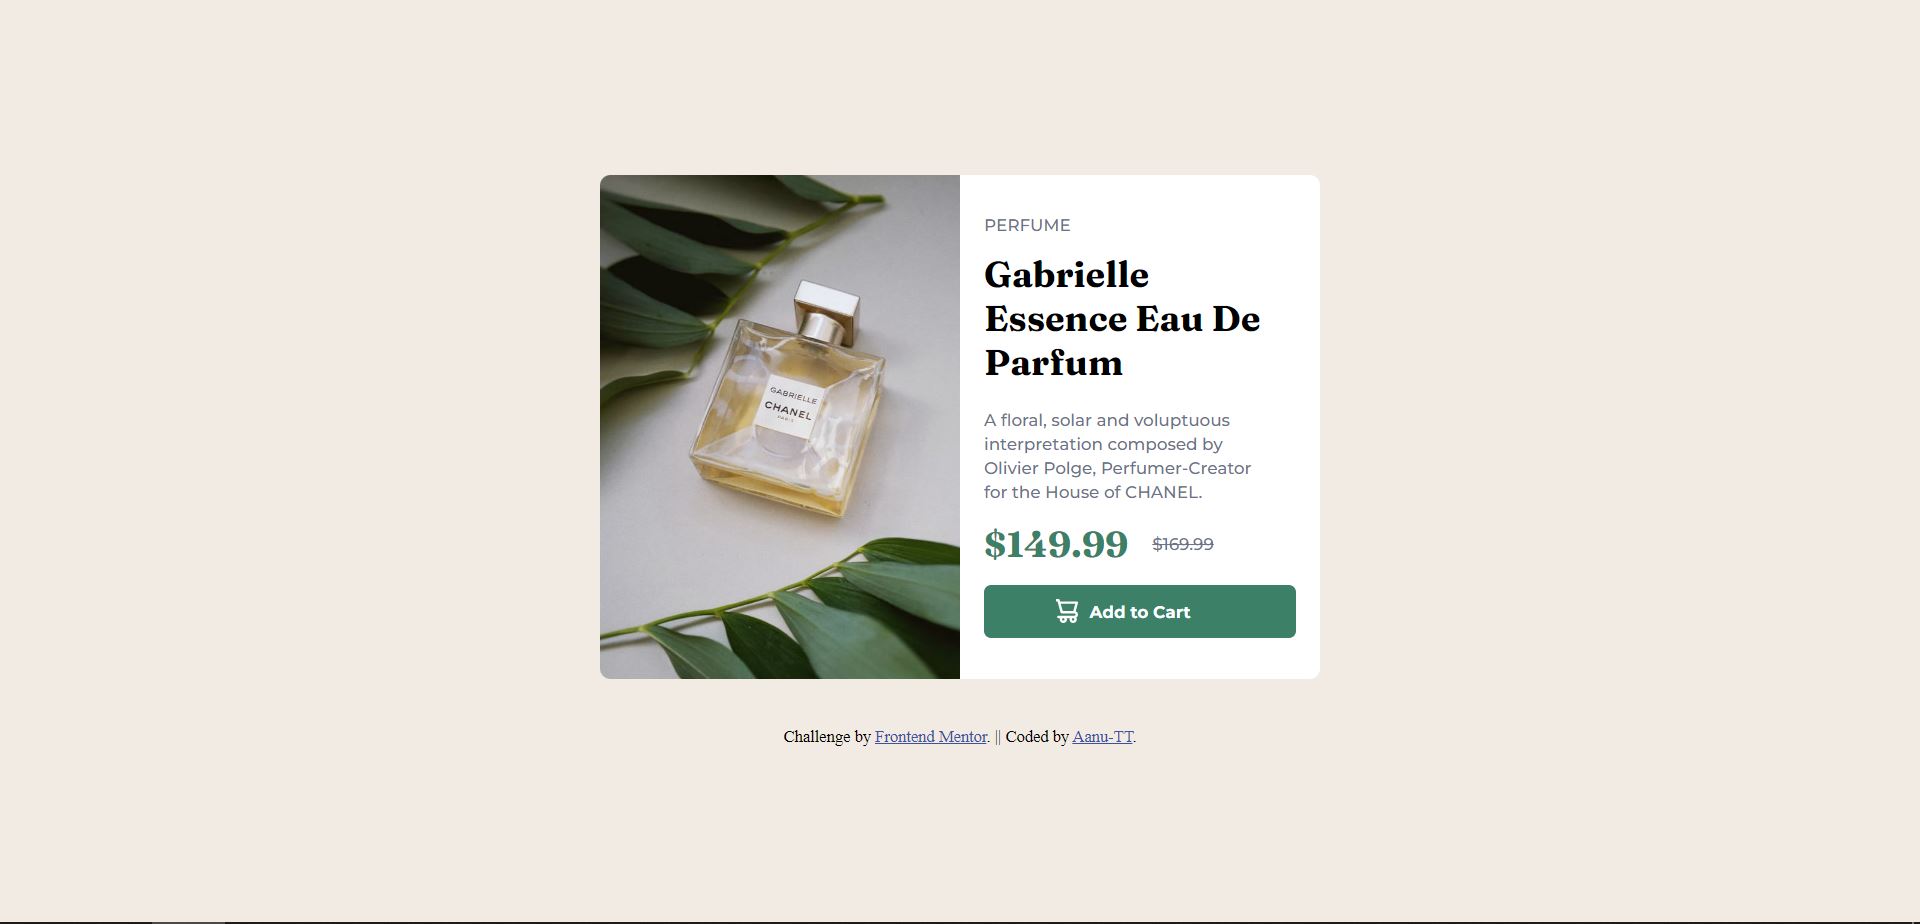 GABRIELLE
CHANEL
PARIS
PERFUME
Gabrielle
Essence Eau De
Parfum
A floral, solar and voluptuous
interpretation composed by
Olivier Polge, Perfumer-Creator
for the House of CHANEL.
$149.99 $169.99
Add to Cart
Challenge by Frontend Mentor. || Coded by Aanu-TT.